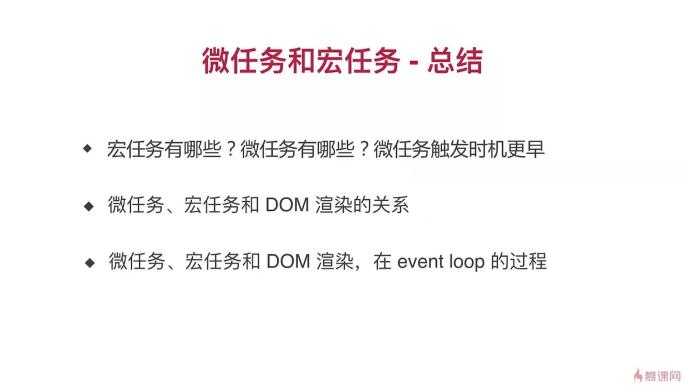 微任务和宏任务 - 总结
宏任务有哪些？微任务有哪些？微任务触发时机更早
微任务、宏任务和 DOM 渲染的关系
微任务、宏任务和 DOM 渲染，在 event loop 的过程
慕课网